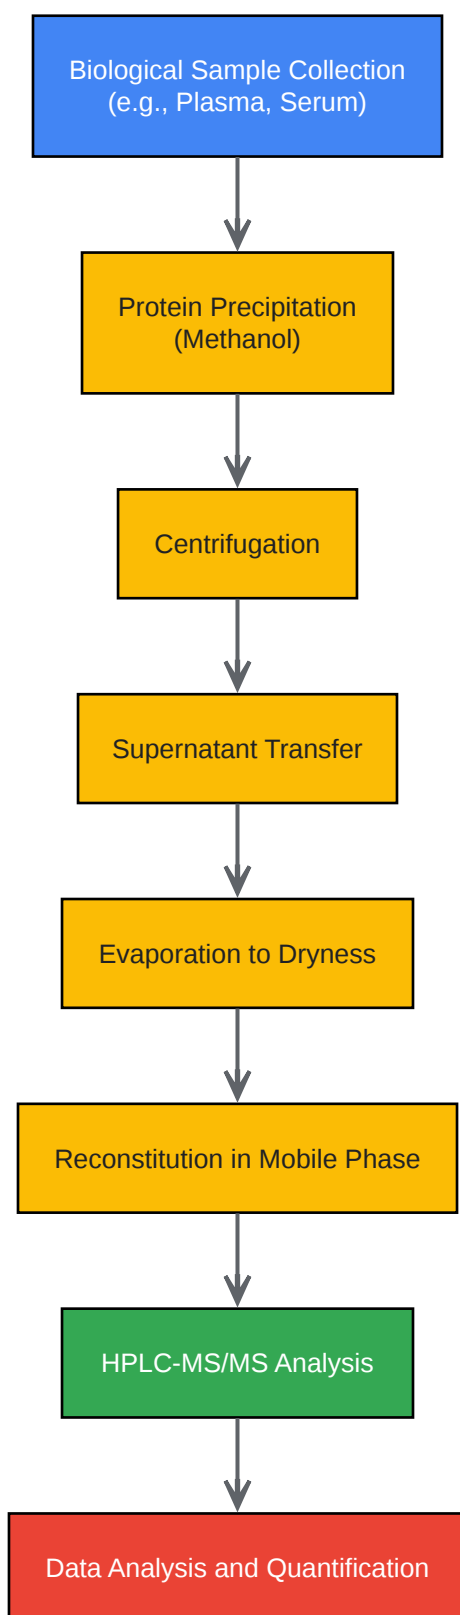 Biological Sample Collection
(e.g., Plasma, Serum)
Protein Precipitation
(Methanol)
Centrifugation
Supernatant Transfer
Evaporation to Dryness
Reconstitution in Mobile Phase
HPLC-MS/MS Analysis
Data Analysis and Quantification